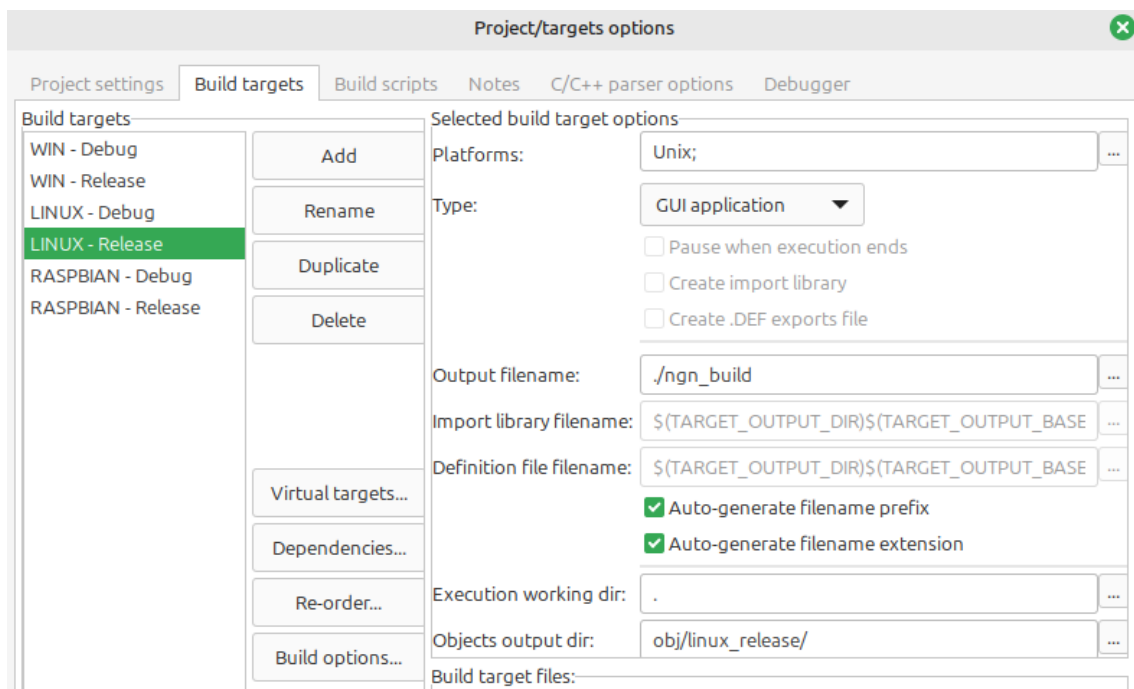 Project/targets options
Project settings Build targets Build scripts Notes C/C++ parser options Debugger
Build targets
WIN - Debug
WIN - Release
LINUX - Debug
LINUX - Release
RASPBIAN - Debug
RASPBIAN - Release
Add
Rename
Duplicate
Delete
Virtual targets...
Dependencies...
Re-order...
Build options...
Selected build target options
Platforms: Unix; ...
Type: GUI application
Pause when execution ends
Create import library
Create .DEF exports file
Output filename: ./ngn_build ...
Import library filename: $(TARGET_OUTPUT_DIR)$(TARGET_OUTPUT_BASE ...
Definition file filename: $(TARGET_OUTPUT_DIR)$(TARGET_OUTPUT_BASE ...
Auto-generate filename prefix
Auto-generate filename extension
Execution working dir: . ...
Objects output dir: obj/linux_release/ ...
Build target files: